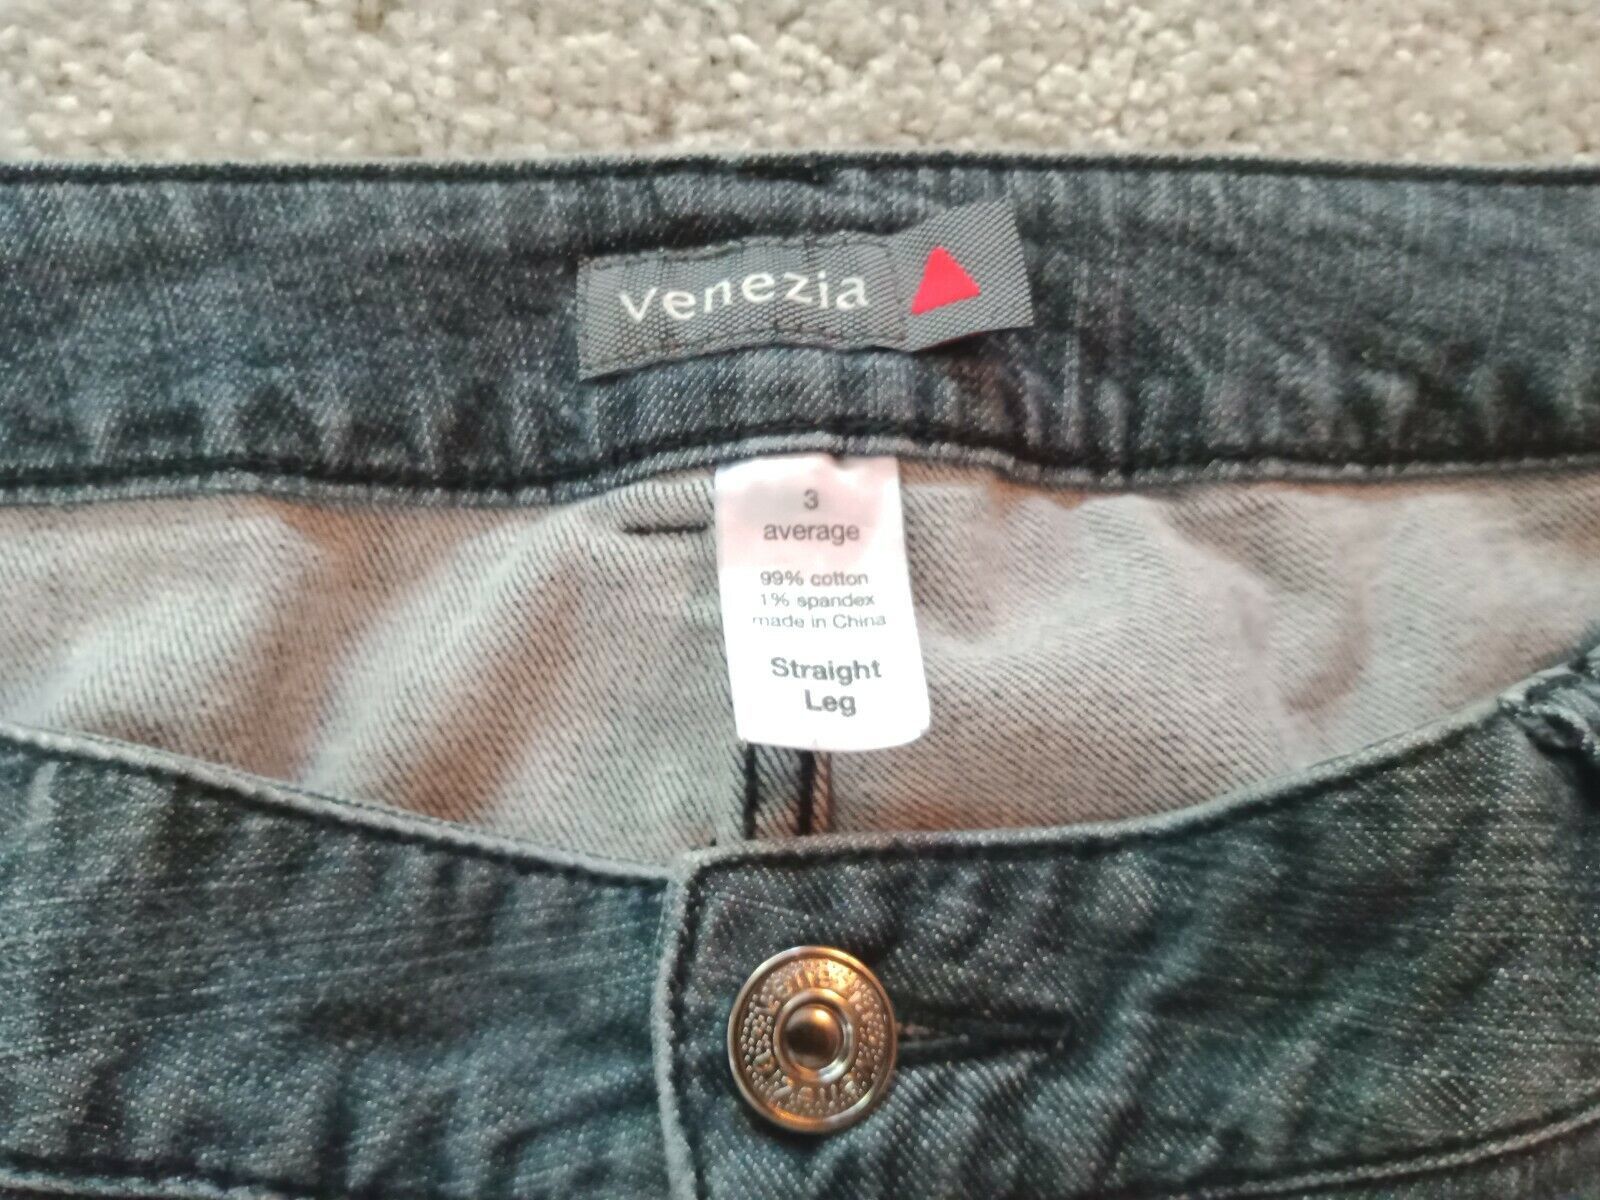 venezia
3
average
99% cotton
1% spandex
made in China
Straight
Leg